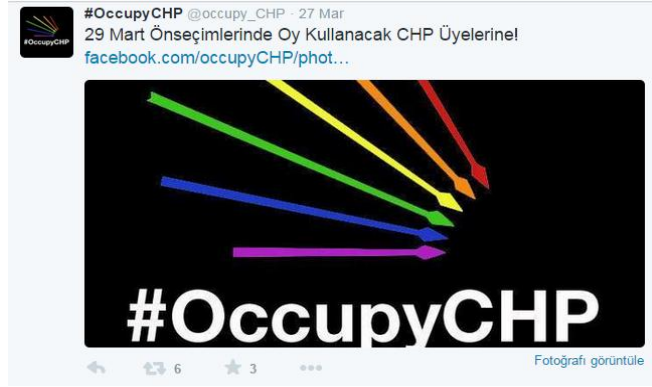 #OccupyCHP @occupy_CHP · 27 Mar
29 Mart Önseçimlerinde Oy Kullanacak CHP Üyelerine!
facebook.com/occupyCHP/phot…
#OccupyCHP
#OccupyCHP
6 3
Fotoğrafı görüntüle